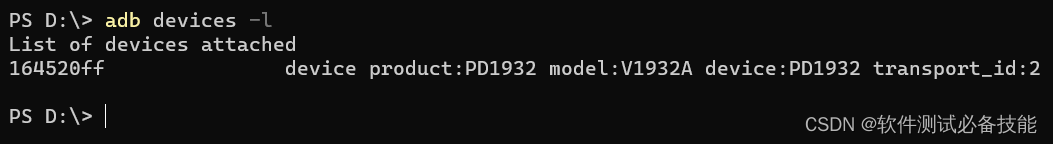 PS D:\> adb devices -l
List of devices attached
164520ff               device product:PD1932 model:V1932A device:PD1932 transport_id:2
PS D:\>
CSDN @软件测试必备技能